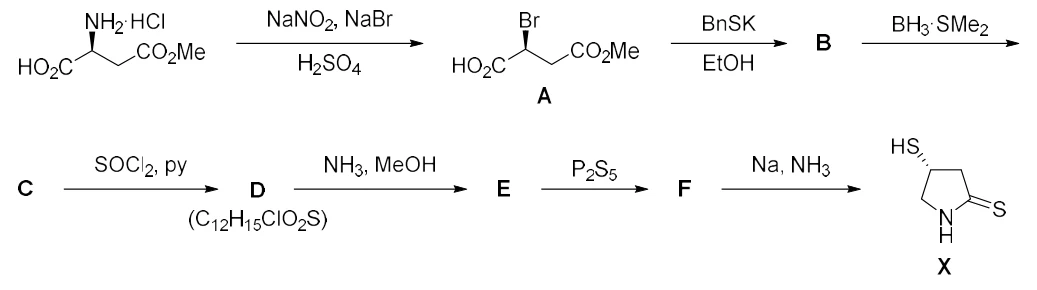 NH2·HCl
HO2C
CO2Me
NaNO2, NaBr
H2SO4
Br
HO2C
CO2Me
A
BnSK
EtOH
B
BH3·SMe2
C
SOCl2, py
D
(C12H15ClO2S)
NH3, MeOH
E
P2S5
F
Na, NH3
HS
N
H
S
X